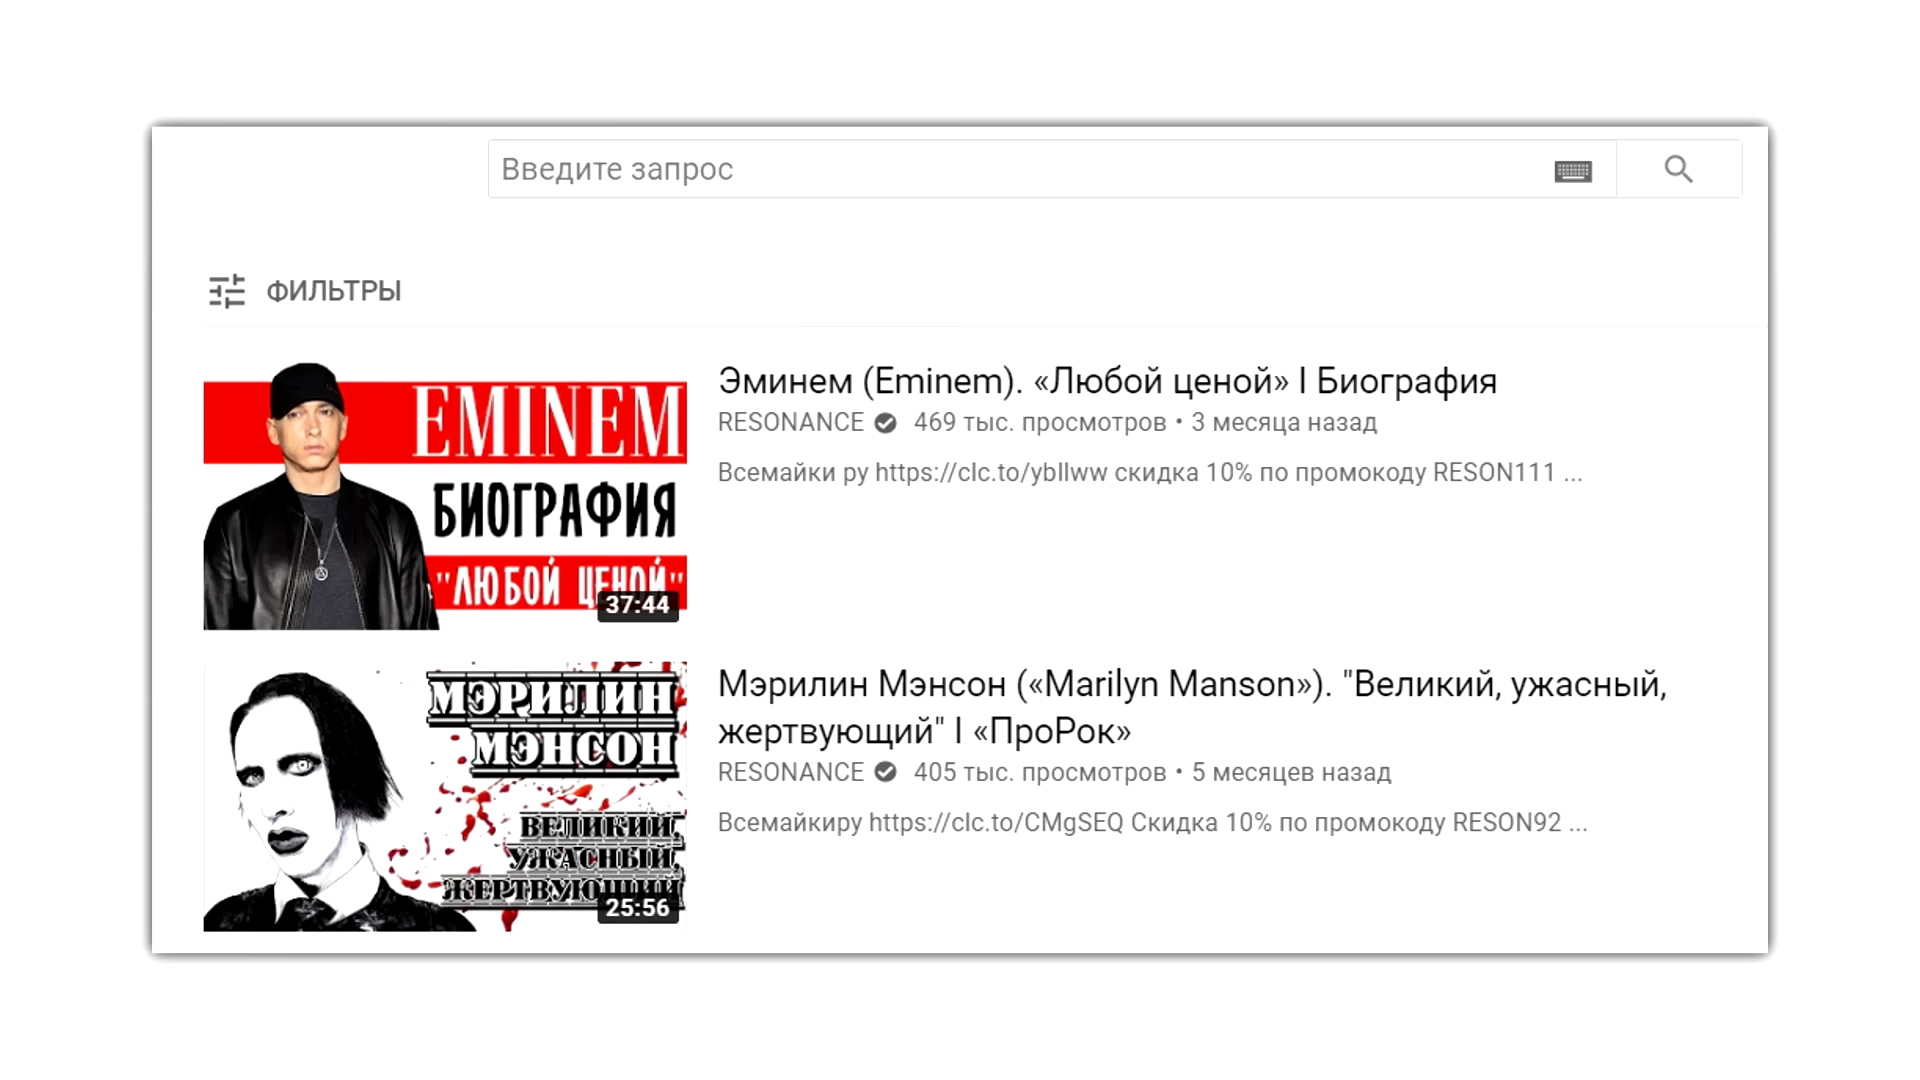 Введите запрос
ФИЛЬТРЫ
EMINEM
БИОГРАФИЯ
"ЛЮБОЙ ЦЕНОЙ"
37:44
Эминем (Eminem). «Любой ценой» I Биография
RESONANCE 469 тыс. просмотров • 3 месяца назад
Всемайки ру https://clc.to/ybIlww скидка 10% по промокоду RESON111 ...
МЭРИЛИН
МЭНСОН
ВЕЛИКИЙ,
УЖАСНЫЙ,
ЖЕРТВУЮЩИЙ
25:56
Мэрилин Мэнсон («Marilyn Manson»). "Великий, ужасный,
жертвующий" I «ПроРок»
RESONANCE 405 тыс. просмотров • 5 месяцев назад
Всемайкиру https://clc.to/CMgSEQ Скидка 10% по промокоду RESON92 ...